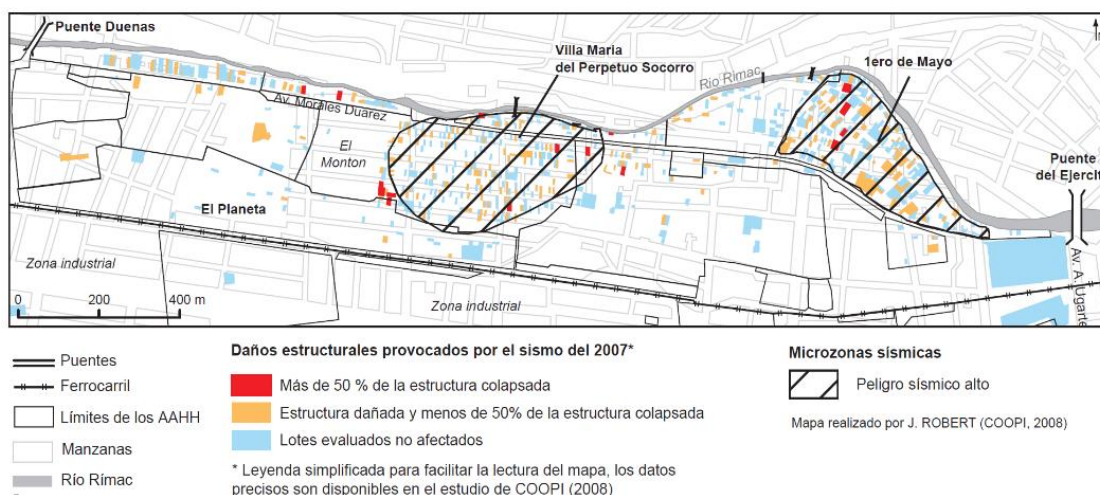 Puente Duenas
Villa Maria
del Perpetuo Socorro
Río Rímac
1ero de Mayo
Av. Morales Duarez
El
Monton
Puente
del Ejercit
El Planeta
Zona industrial
Zona industrial
Av. A. Ugarte
0 200 400 m
Puentes
Ferrocarril
Límites de los AAHH
Manzanas
Río Rímac
Daños estructurales provocados por el sismo del 2007*
Más de 50 % de la estructura colapsada
Estructura dañada y menos de 50% de la estructura colapsada
Lotes evaluados no afectados
* Leyenda simplificada para facilitar la lectura del mapa, los datos
precisos son disponibles en el estudio de COOPI (2008)
Microzonas sísmicas
Peligro sísmico alto
Mapa realizado por J. ROBERT (COOPI, 2008)